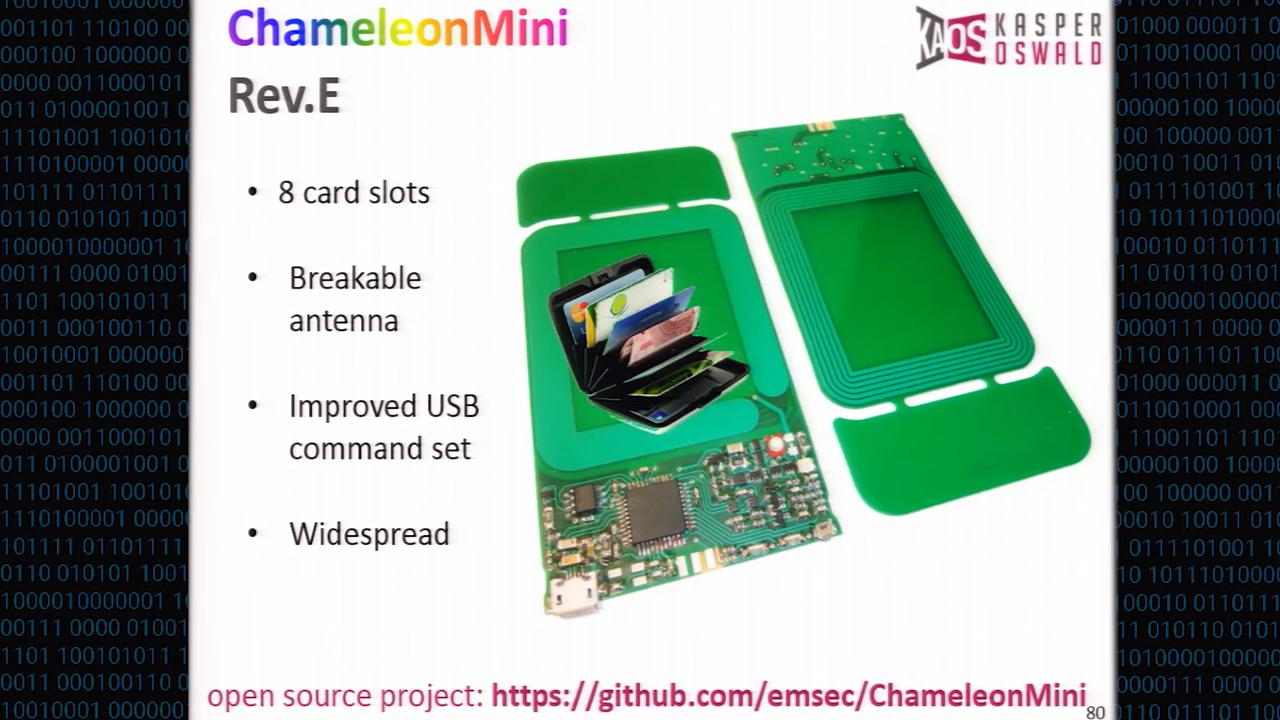 ChameleonMini
Rev.E
KAOS
KASPER
OSWALD
• 8 card slots
• Breakable
antenna
• Improved USB
command set
• Widespread
open source project: https://github.com/emsec/ChameleonMini
80